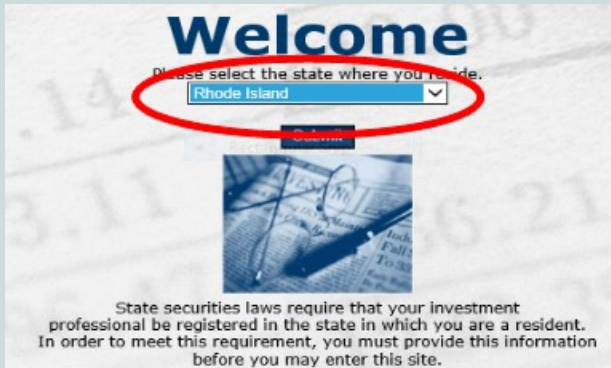 Welcome
Please select the state where you reside.
Rhode Island
Submit
State securities laws require that your investment
professional be registered in the state in which you are a resident.
In order to meet this requirement, you must provide this information
before you may enter this site.